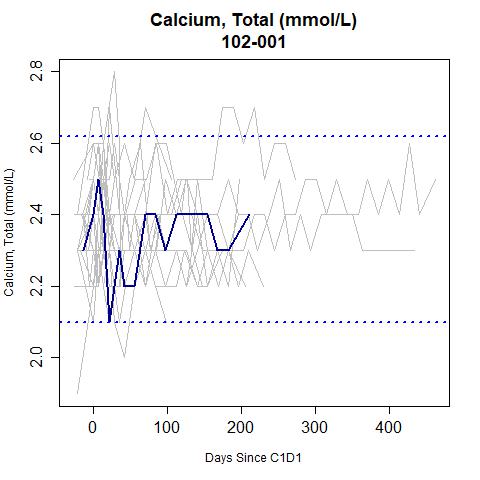 Calcium, Total (mmol/L)
102-001
Calcium, Total (mmol/L)
2.8
2.6
2.4
2.2
2.0
0 100 200 300 400
Days Since C1D1